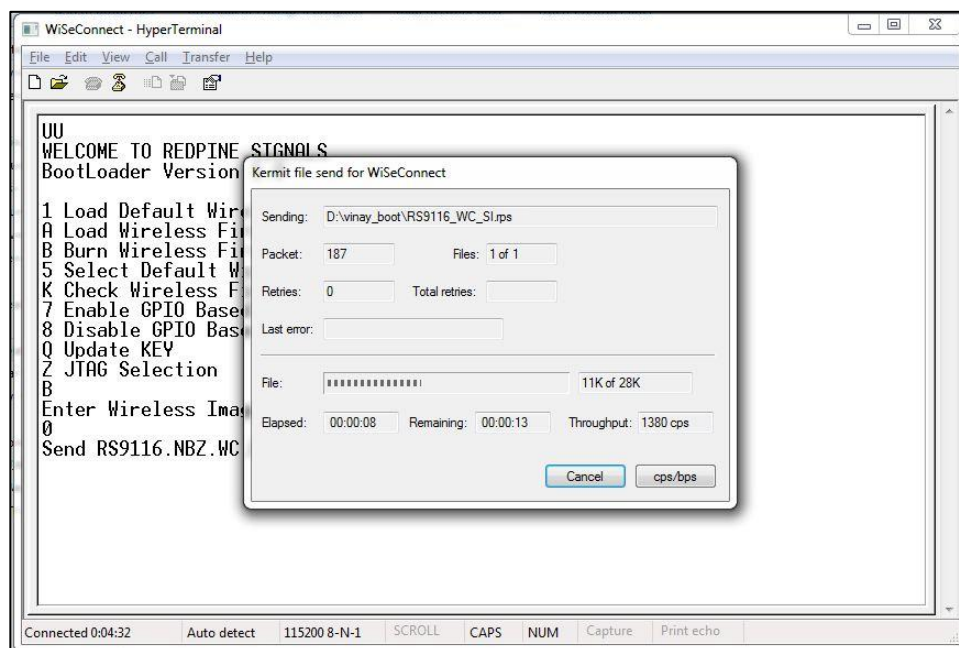 WiSeConnect - HyperTerminal
File Edit View Call Transfer Help
UU
WELCOME TO REDPINE SIGNALS
BootLoader Version
1 Load Default Wir
A Load Wireless Fi
B Burn Wireless Fi
5 Select Default W
K Check Wireless F
7 Enable GPIO Base
8 Disable GPIO Bas
Q Update KEY
Z JTAG Selection
B
Enter Wireless Imag
0
Send RS9116.NBZ.WC
Kermit file send for WiSeConnect
Sending: D:\vinay_boot\RS9116_WC_SI.rps
Packet: 187 Files: 1 of 1
Retries: 0 Total retries:
Last error:
File: 11K of 28K
Elapsed: 00:00:08 Remaining: 00:00:13 Throughput: 1380 cps
Cancel cps/bps
Connected 0:04:32 Auto detect 115200 8-N-1 SCROLL CAPS NUM Capture Print echo